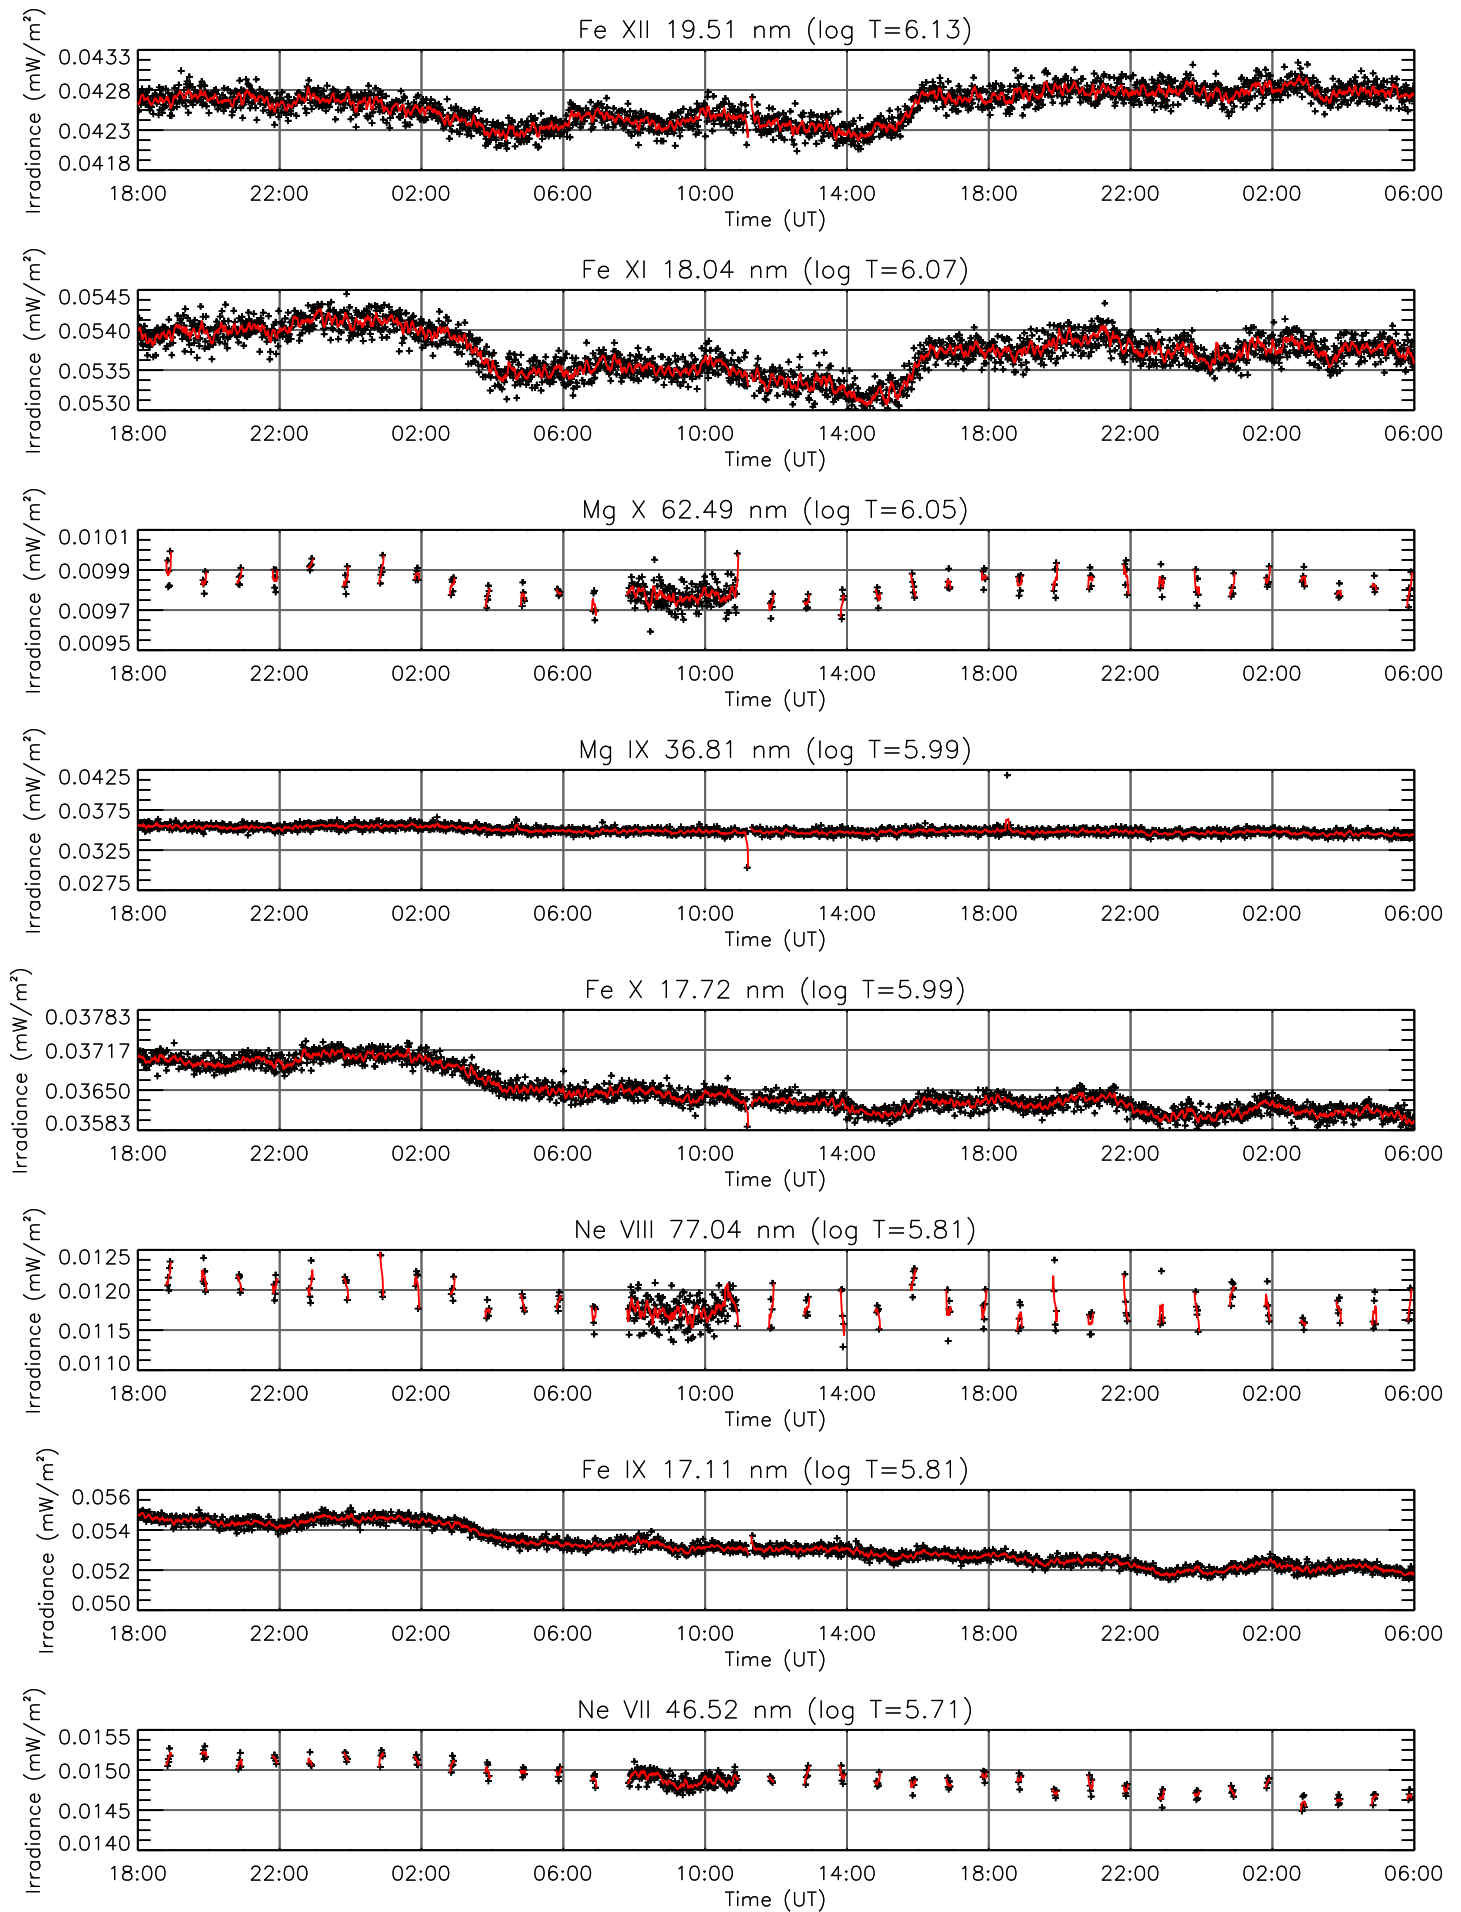 Fe XII 19.51 nm (log T=6.13)
Irradiance (mW/m²)
0.0433
0.0428
0.0423
0.0418
18:00 22:00 02:00 06:00 10:00 14:00 18:00 22:00 02:00 06:00
Time (UT)
Fe XI 18.04 nm (log T=6.07)
Irradiance (mW/m²)
0.0545
0.0540
0.0535
0.0530
18:00 22:00 02:00 06:00 10:00 14:00 18:00 22:00 02:00 06:00
Time (UT)
Mg X 62.49 nm (log T=6.05)
Irradiance (mW/m²)
0.0101
0.0099
0.0097
0.0095
18:00 22:00 02:00 06:00 10:00 14:00 18:00 22:00 02:00 06:00
Time (UT)
Mg IX 36.81 nm (log T=5.99)
Irradiance (mW/m²)
0.0425
0.0375
0.0325
0.0275
18:00 22:00 02:00 06:00 10:00 14:00 18:00 22:00 02:00 06:00
Time (UT)
Fe X 17.72 nm (log T=5.99)
Irradiance (mW/m²)
0.03783
0.03717
0.03650
0.03583
18:00 22:00 02:00 06:00 10:00 14:00 18:00 22:00 02:00 06:00
Time (UT)
Ne VIII 77.04 nm (log T=5.81)
Irradiance (mW/m²)
0.0125
0.0120
0.0115
0.0110
18:00 22:00 02:00 06:00 10:00 14:00 18:00 22:00 02:00 06:00
Time (UT)
Fe IX 17.11 nm (log T=5.81)
Irradiance (mW/m²)
0.056
0.054
0.052
0.050
18:00 22:00 02:00 06:00 10:00 14:00 18:00 22:00 02:00 06:00
Time (UT)
Ne VII 46.52 nm (log T=5.71)
Irradiance (mW/m²)
0.0155
0.0150
0.0145
0.0140
18:00 22:00 02:00 06:00 10:00 14:00 18:00 22:00 02:00 06:00
Time (UT)